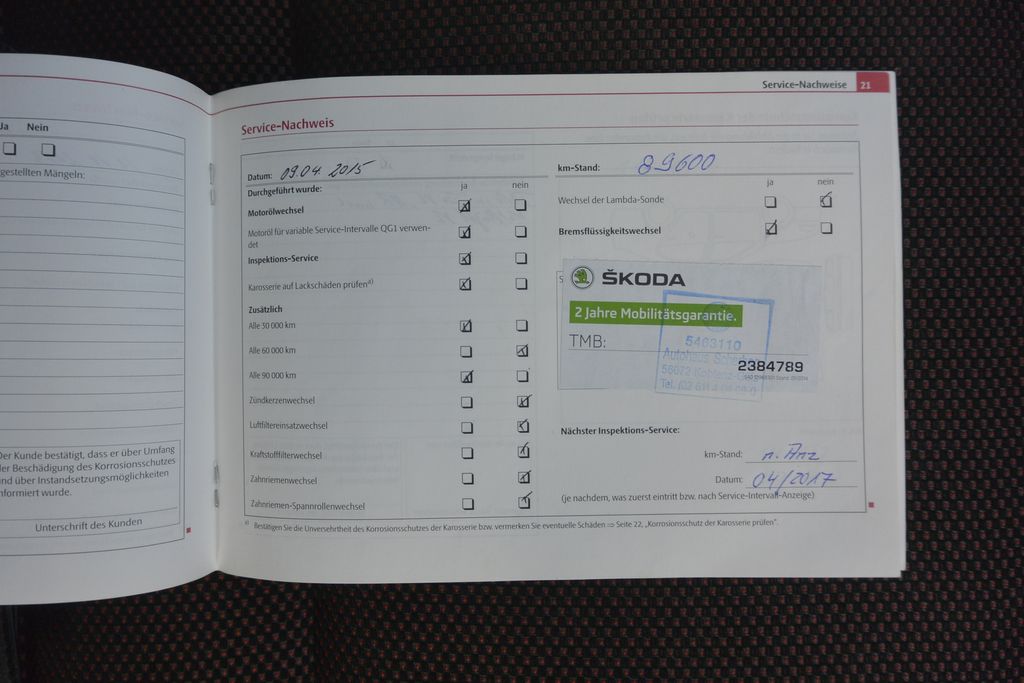 Ja Nein
gestellten Mängeln:
Der Kunde bestätigt, dass er über Umfang
der Beschädigung des Korrosionsschutzes
und über Instandsetzungsmöglichkeiten
informiert wurde.
Unterschrift des Kunden
Service-Nachweise 21
Service-Nachweis
Datum: 09.04.2015
Durchgeführt wurde: ja nein
Motorölwechsel
Motoröl für variable Service-Intervalle QG1 verwen-
det
Inspektions-Service
Karosserie auf Lackschäden prüfen a)
Zusätzlich
Alle 30 000 km
Alle 60 000 km
Alle 90 000 km
Zündkerzenwechsel
Luftfiltereinsatzwechsel
Kraftstofffilterwechsel
Zahnriemenwechsel
Zahnriemen-Spannrollenwechsel
km-Stand: 89600
ja nein
Wechsel der Lambda-Sonde
Bremsflüssigkeitswechsel
S
ŠKODA
2 Jahre Mobilitätsgarantie.
TMB:
5463110
Autohaus
56072 Koblenz
Tel.
2384789
Nächster Inspektions-Service:
km-Stand: n. Anz
Datum: 04/2017
(je nachdem, was zuerst eintritt bzw. nach Service-Intervall-Anzeige)
a) Bestätigen Sie die Unversehrtheit des Korrosionsschutzes der Karosserie bzw. vermerken Sie eventuelle Schäden ⇒ Seite 22, „Korrosionsschutz der Karosserie prüfen“.